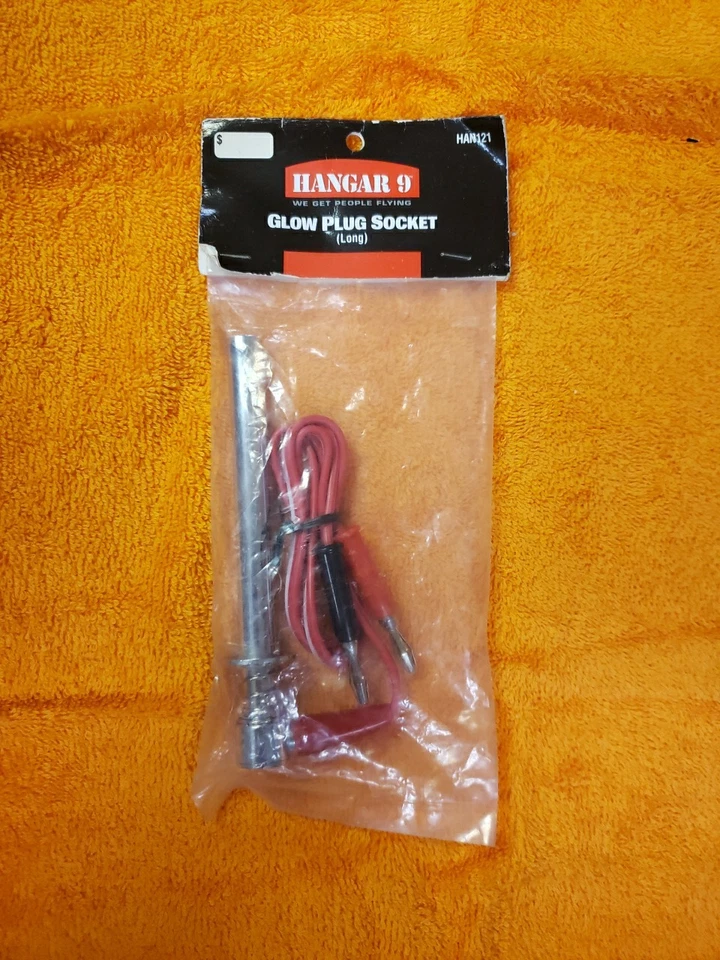 $
HAN121
HANGAR 9
WE GET PEOPLE FLYING
GLOW PLUG SOCKET
(Long)